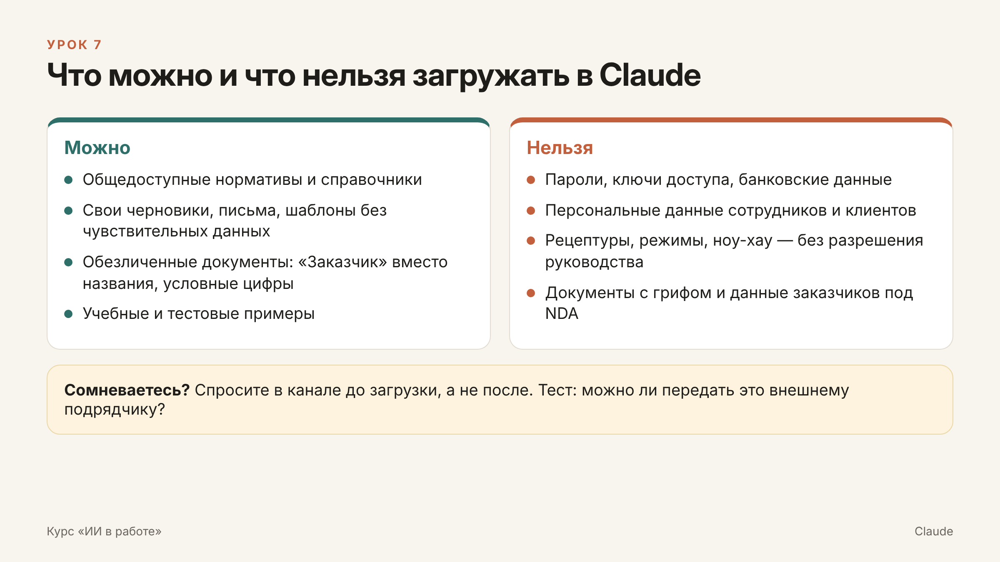 УРОК 7
Что можно и что нельзя загружать в Claude
Можно
Общедоступные нормативы и справочники
Свои черновики, письма, шаблоны без
чувствительных данных
Обезличенные документы: «Заказчик» вместо
названия, условные цифры
Учебные и тестовые примеры
Нельзя
Пароли, ключи доступа, банковские данные
Персональные данные сотрудников и клиентов
Рецептуры, режимы, ноу-хау — без разрешения
руководства
Документы с грифом и данные заказчиков под
NDA
Сомневаетесь? Спросите в канале до загрузки, а не после. Тест: можно ли передать это внешнему
подрядчику?
Курс «ИИ в работе»
Claude